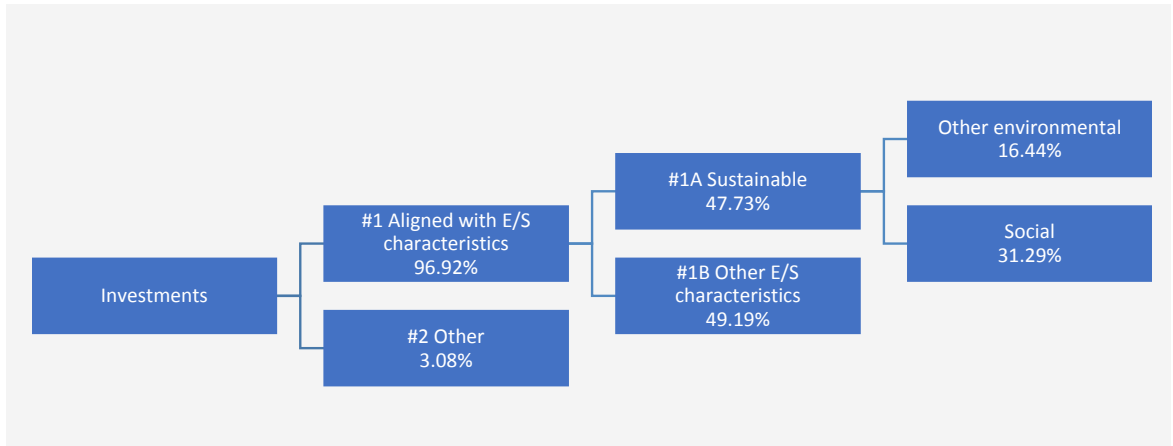 Investments
#1 Aligned with E/S
characteristics
96.92%
#2 Other
3.08%
#1A Sustainable
47.73%
#1B Other E/S
characteristics
49.19%
Other environmental
16.44%
Social
31.29%